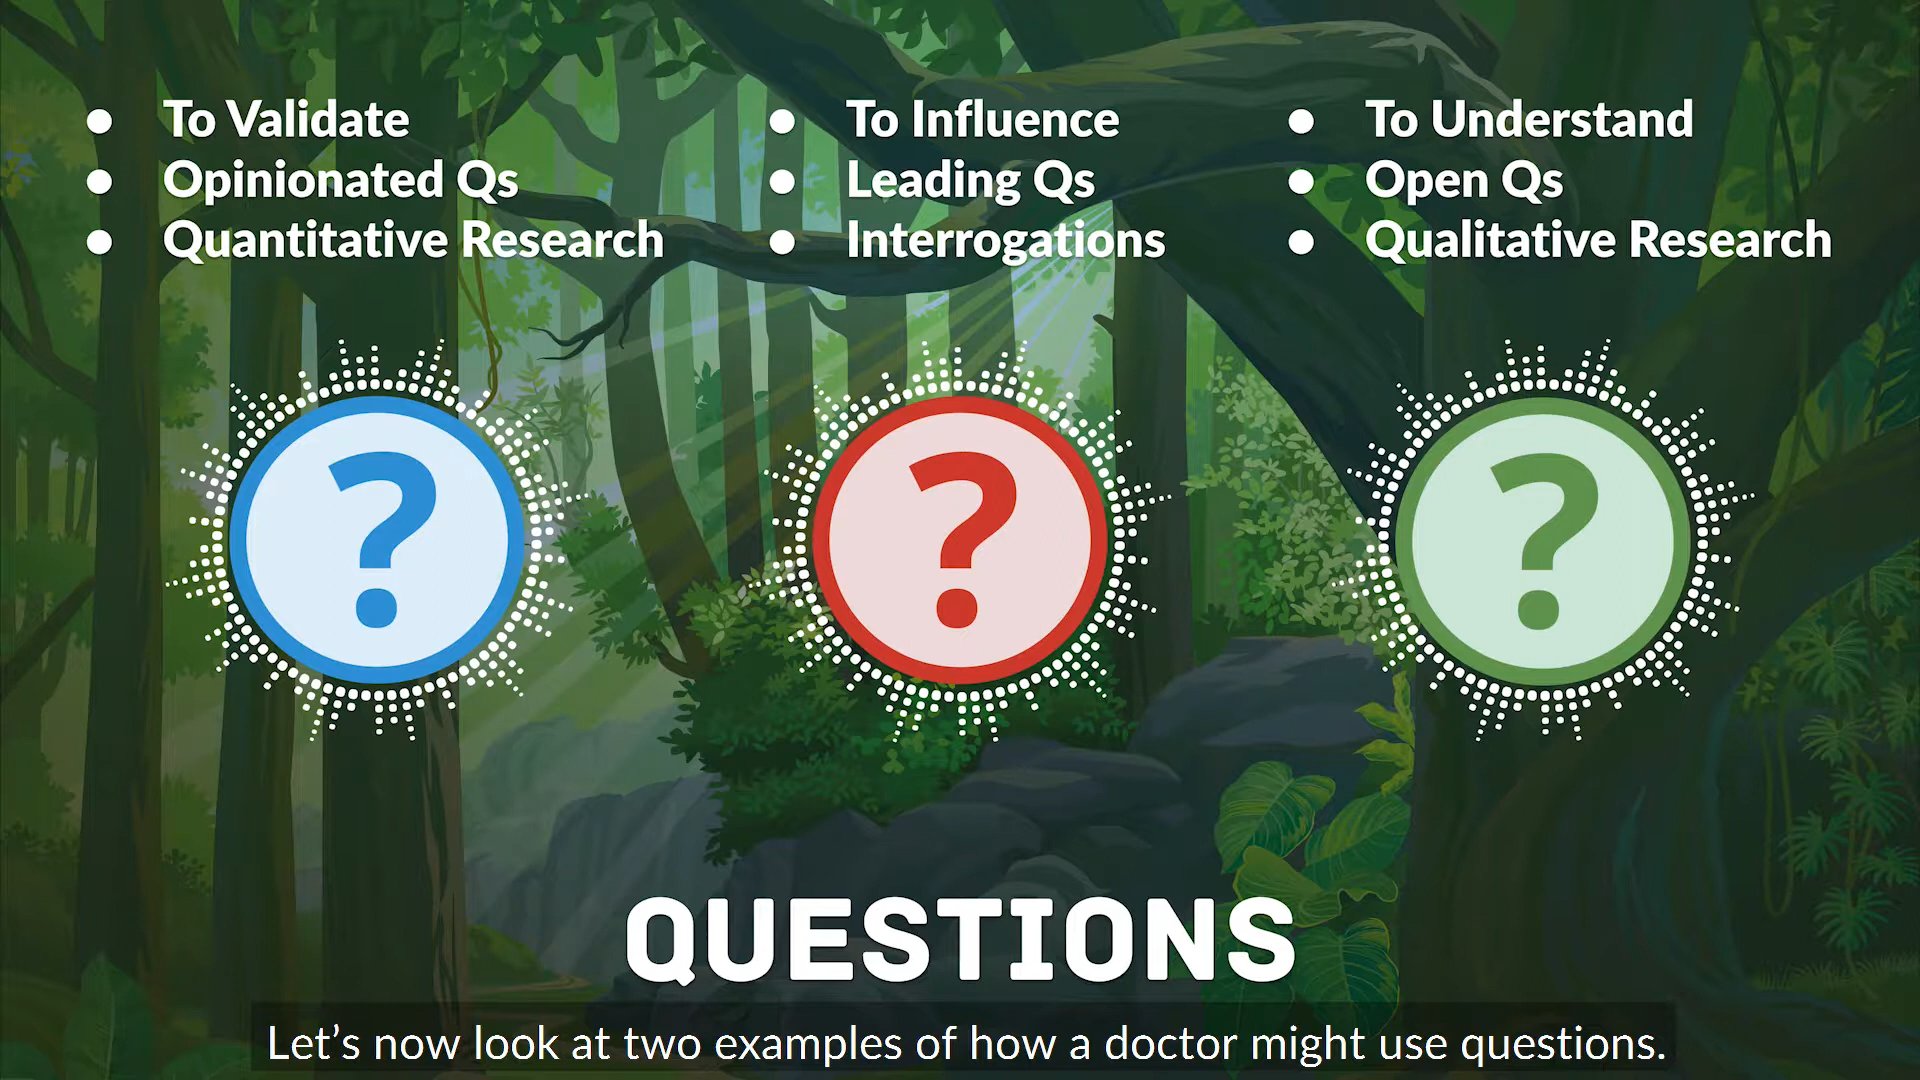 ● To Validate
● Opinionated Qs
● Quantitative Research
● To Influence
● Leading Qs
● Interrogations
● To Understand
● Open Qs
● Qualitative Research
?
?
?
QUESTIONS
Let’s now look at two examples of how a doctor might use questions.